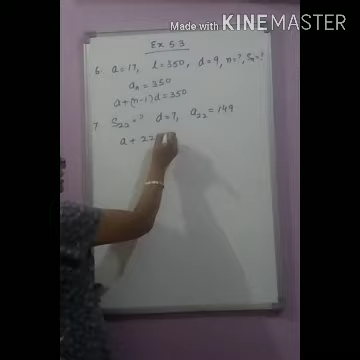 Made with KINEMASTER
Ex 5.3
6. a = 17, l = 350, d = 9, n = ?, Sn = ?
an = 350
a + (n-1)d = 350
7. S22 = ? d = 7, a22 = 149
a + 22